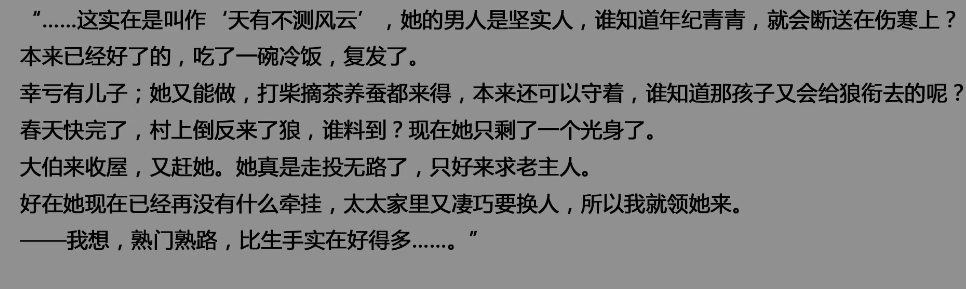 “……这实在是叫作‘天有不测风云’，她的男人是坚实人，谁知道年纪青青，就会断送在伤寒上？
本来已经好了的，吃了一碗冷饭，复发了。
幸亏有儿子；她又能做，打柴摘茶养蚕都来得，本来还可以守着，谁知道那孩子又会给狼衔去的呢？
春天快完了，村上倒反来了狼，谁料到？现在她只剩了一个光身了。
大伯来收屋，又赶她。她真是走投无路了，只好来求老主人。
好在她现在已经再没有什么牵挂，太太家里又凄巧要换人，所以我就领她来。
——我想，熟门熟路，比生手实在好得多……。”